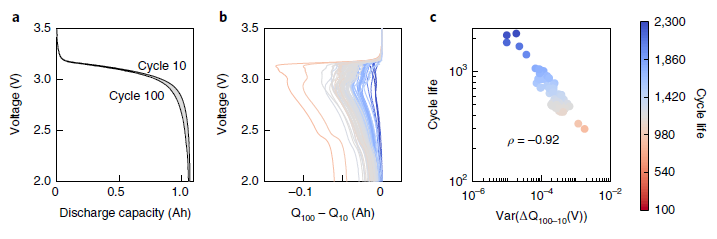 a
3.5
3.0
2.5
2.0
Voltage (V)
Cycle 10
Cycle 100
0
0.5
1.0
Discharge capacity (Ah)
b
3.5
3.0
2.5
2.0
Voltage (V)
–0.1
0
Q100 – Q10 (Ah)
c
10³
10²
Cycle life
ρ = –0.92
10–6
10–4
10–2
Var(ΔQ100–10(V))
2,300
1,860
1,420
980
540
100
Cycle life